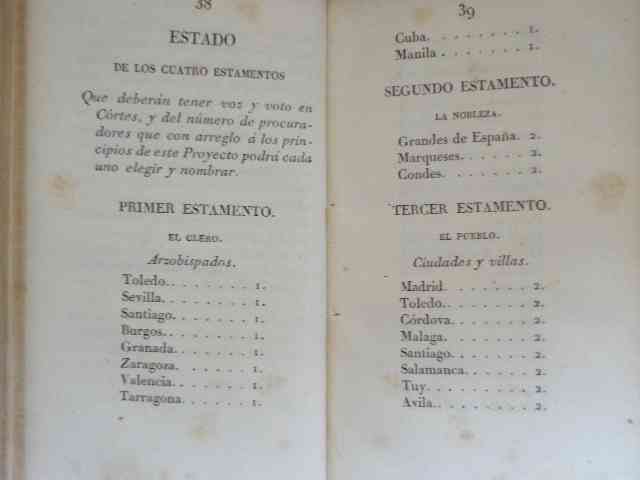 38
ESTADO
DE LOS CUATRO ESTAMENTOS
Que deberán tener voz y voto en
Córtes, y del número de procura-
dores que con arreglo á los prin-
cipios de este Proyecto podrá cada
uno elegir y nombrar.
PRIMER ESTAMENTO.
EL CLERO.
Arzobispados.
Toledo. . . . . . . . 1.
Sevilla. . . . . . . . 1.
Santiago. . . . . . . 1.
Burgos. . . . . . . . 1.
Granada. . . . . . . 1.
Zaragoza. . . . . . . 1.
Valencia. . . . . . . 1.
Tarragona. . . . . . 1.
39
Cuba. . . . . . . . . 1.
Manila . . . . . . . . 1.
SEGUNDO ESTAMENTO.
LA NOBLEZA.
Grandes de España. 2.
Marqueses. . . . . . 2.
Condes. . . . . . . . 2.
TERCER ESTAMENTO.
EL PUEBLO.
Ciudades y villas.
Madrid. . . . . . . . 2.
Toledo. . . . . . . . 2.
Córdova. . . . . . . 2.
Malaga. . . . . . . . 2.
Santiago. . . . . . . 2.
Salamanca. . . . . . 2.
Tuy. . . . . . . . . 2.
Avila. . . . . . . . . 2.